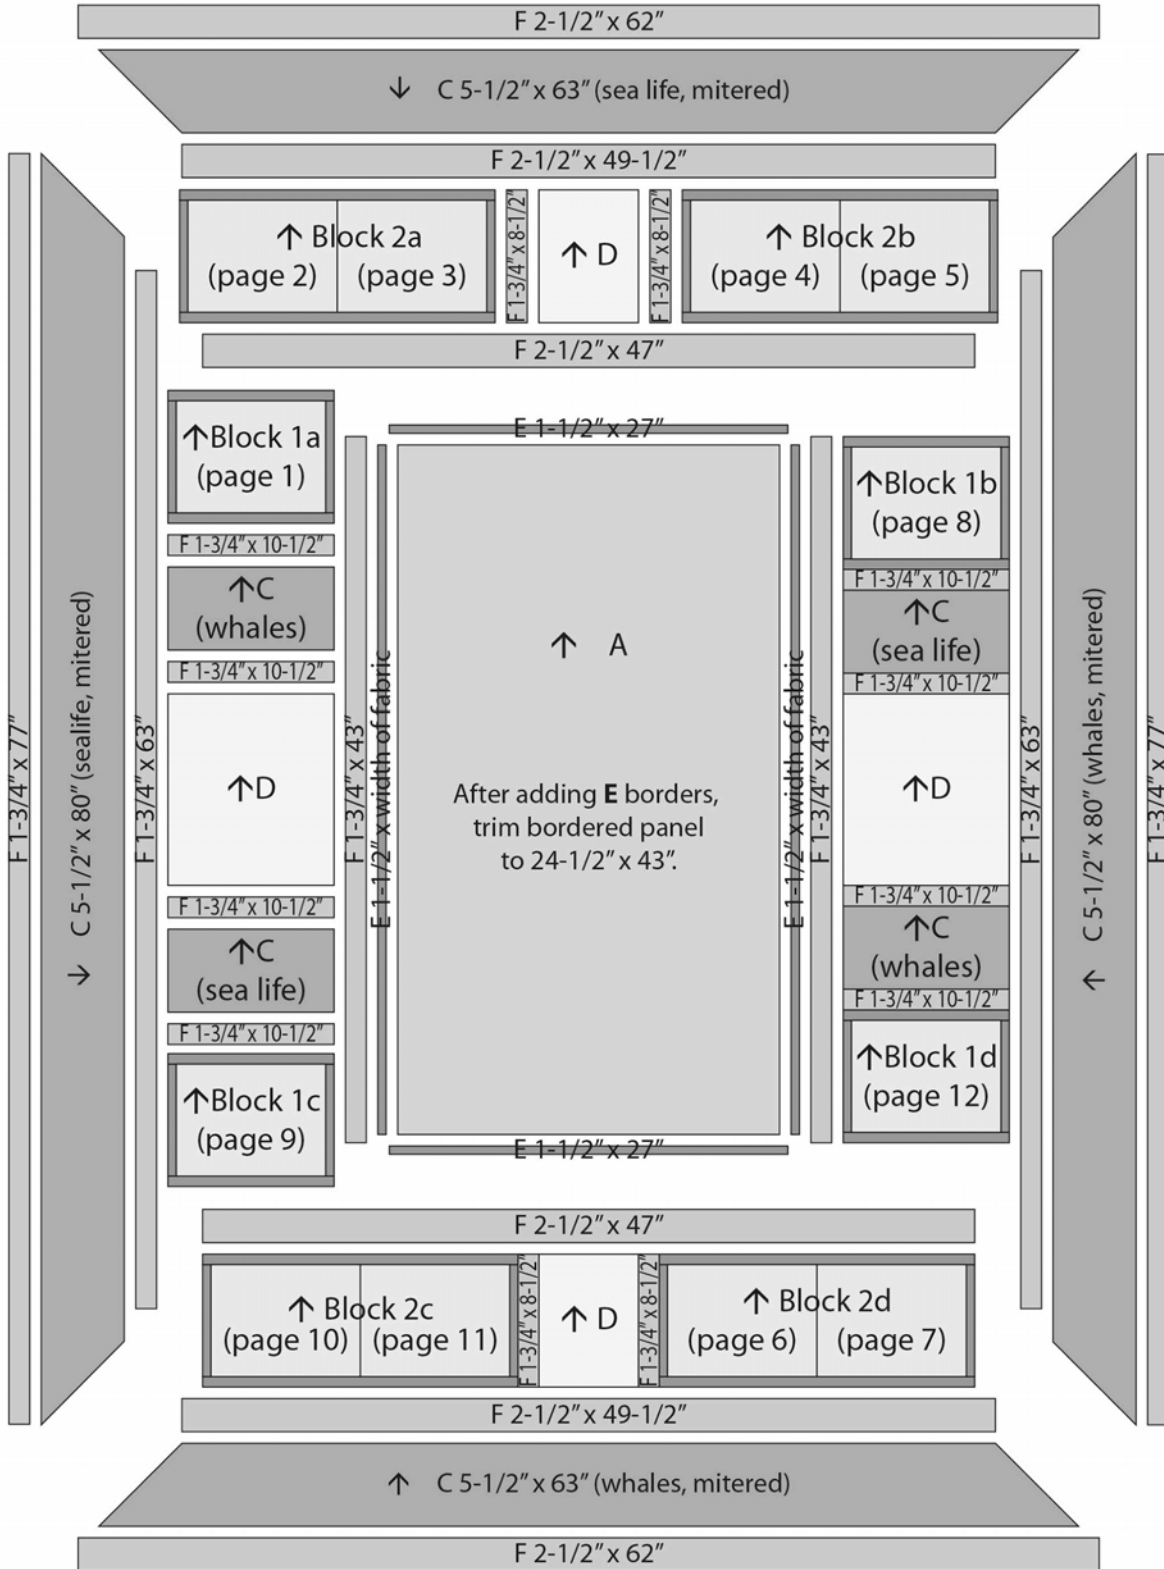 F 2-1/2” x 62”
↓ C 5-1/2” x 63” (sea life, mitered)
F 2-1/2” x 49-1/2”
↑ Block 2a
(page 2) (page 3)
F 1-3/4” x 8-1/2”
↑ D
F 1-3/4” x 8-1/2”
↑ Block 2b
(page 4) (page 5)
F 2-1/2” x 47”
F 1-3/4” x 77”
↓ C 5-1/2” x 80” (sealife, mitered)
F 1-3/4” x 63”
↑Block 1a
(page 1)
F 1-3/4” x 10-1/2”
↑C
(whales)
F 1-3/4” x 10-1/2”
↑D
F 1-3/4” x 10-1/2”
↑C
(sea life)
F 1-3/4” x 10-1/2”
↑Block 1c
(page 9)
F 1-3/4” x 43”
E 1-1/2” x width of fabric
E 1-1/2” x 27”
↑ A
After adding E borders,
trim bordered panel
to 24-1/2” x 43”.
E 1-1/2” x 27”
E 1-1/2” x width of fabric
F 1-3/4” x 43”
↑Block 1b
(page 8)
F 1-3/4” x 10-1/2”
↑C
(sea life)
F 1-3/4” x 10-1/2”
↑D
F 1-3/4” x 10-1/2”
↑C
(whales)
F 1-3/4” x 10-1/2”
↑Block 1d
(page 12)
F 1-3/4” x 63”
↑ C 5-1/2” x 80” (whales, mitered)
F 1-3/4” x 77”
F 2-1/2” x 47”
↑ Block 2c
(page 10) (page 11)
F 1-3/4” x 8-1/2”
↑ D
F 1-3/4” x 8-1/2”
↑ Block 2d
(page 6) (page 7)
F 2-1/2” x 49-1/2”
↑ C 5-1/2” x 63” (whales, mitered)
F 2-1/2” x 62”